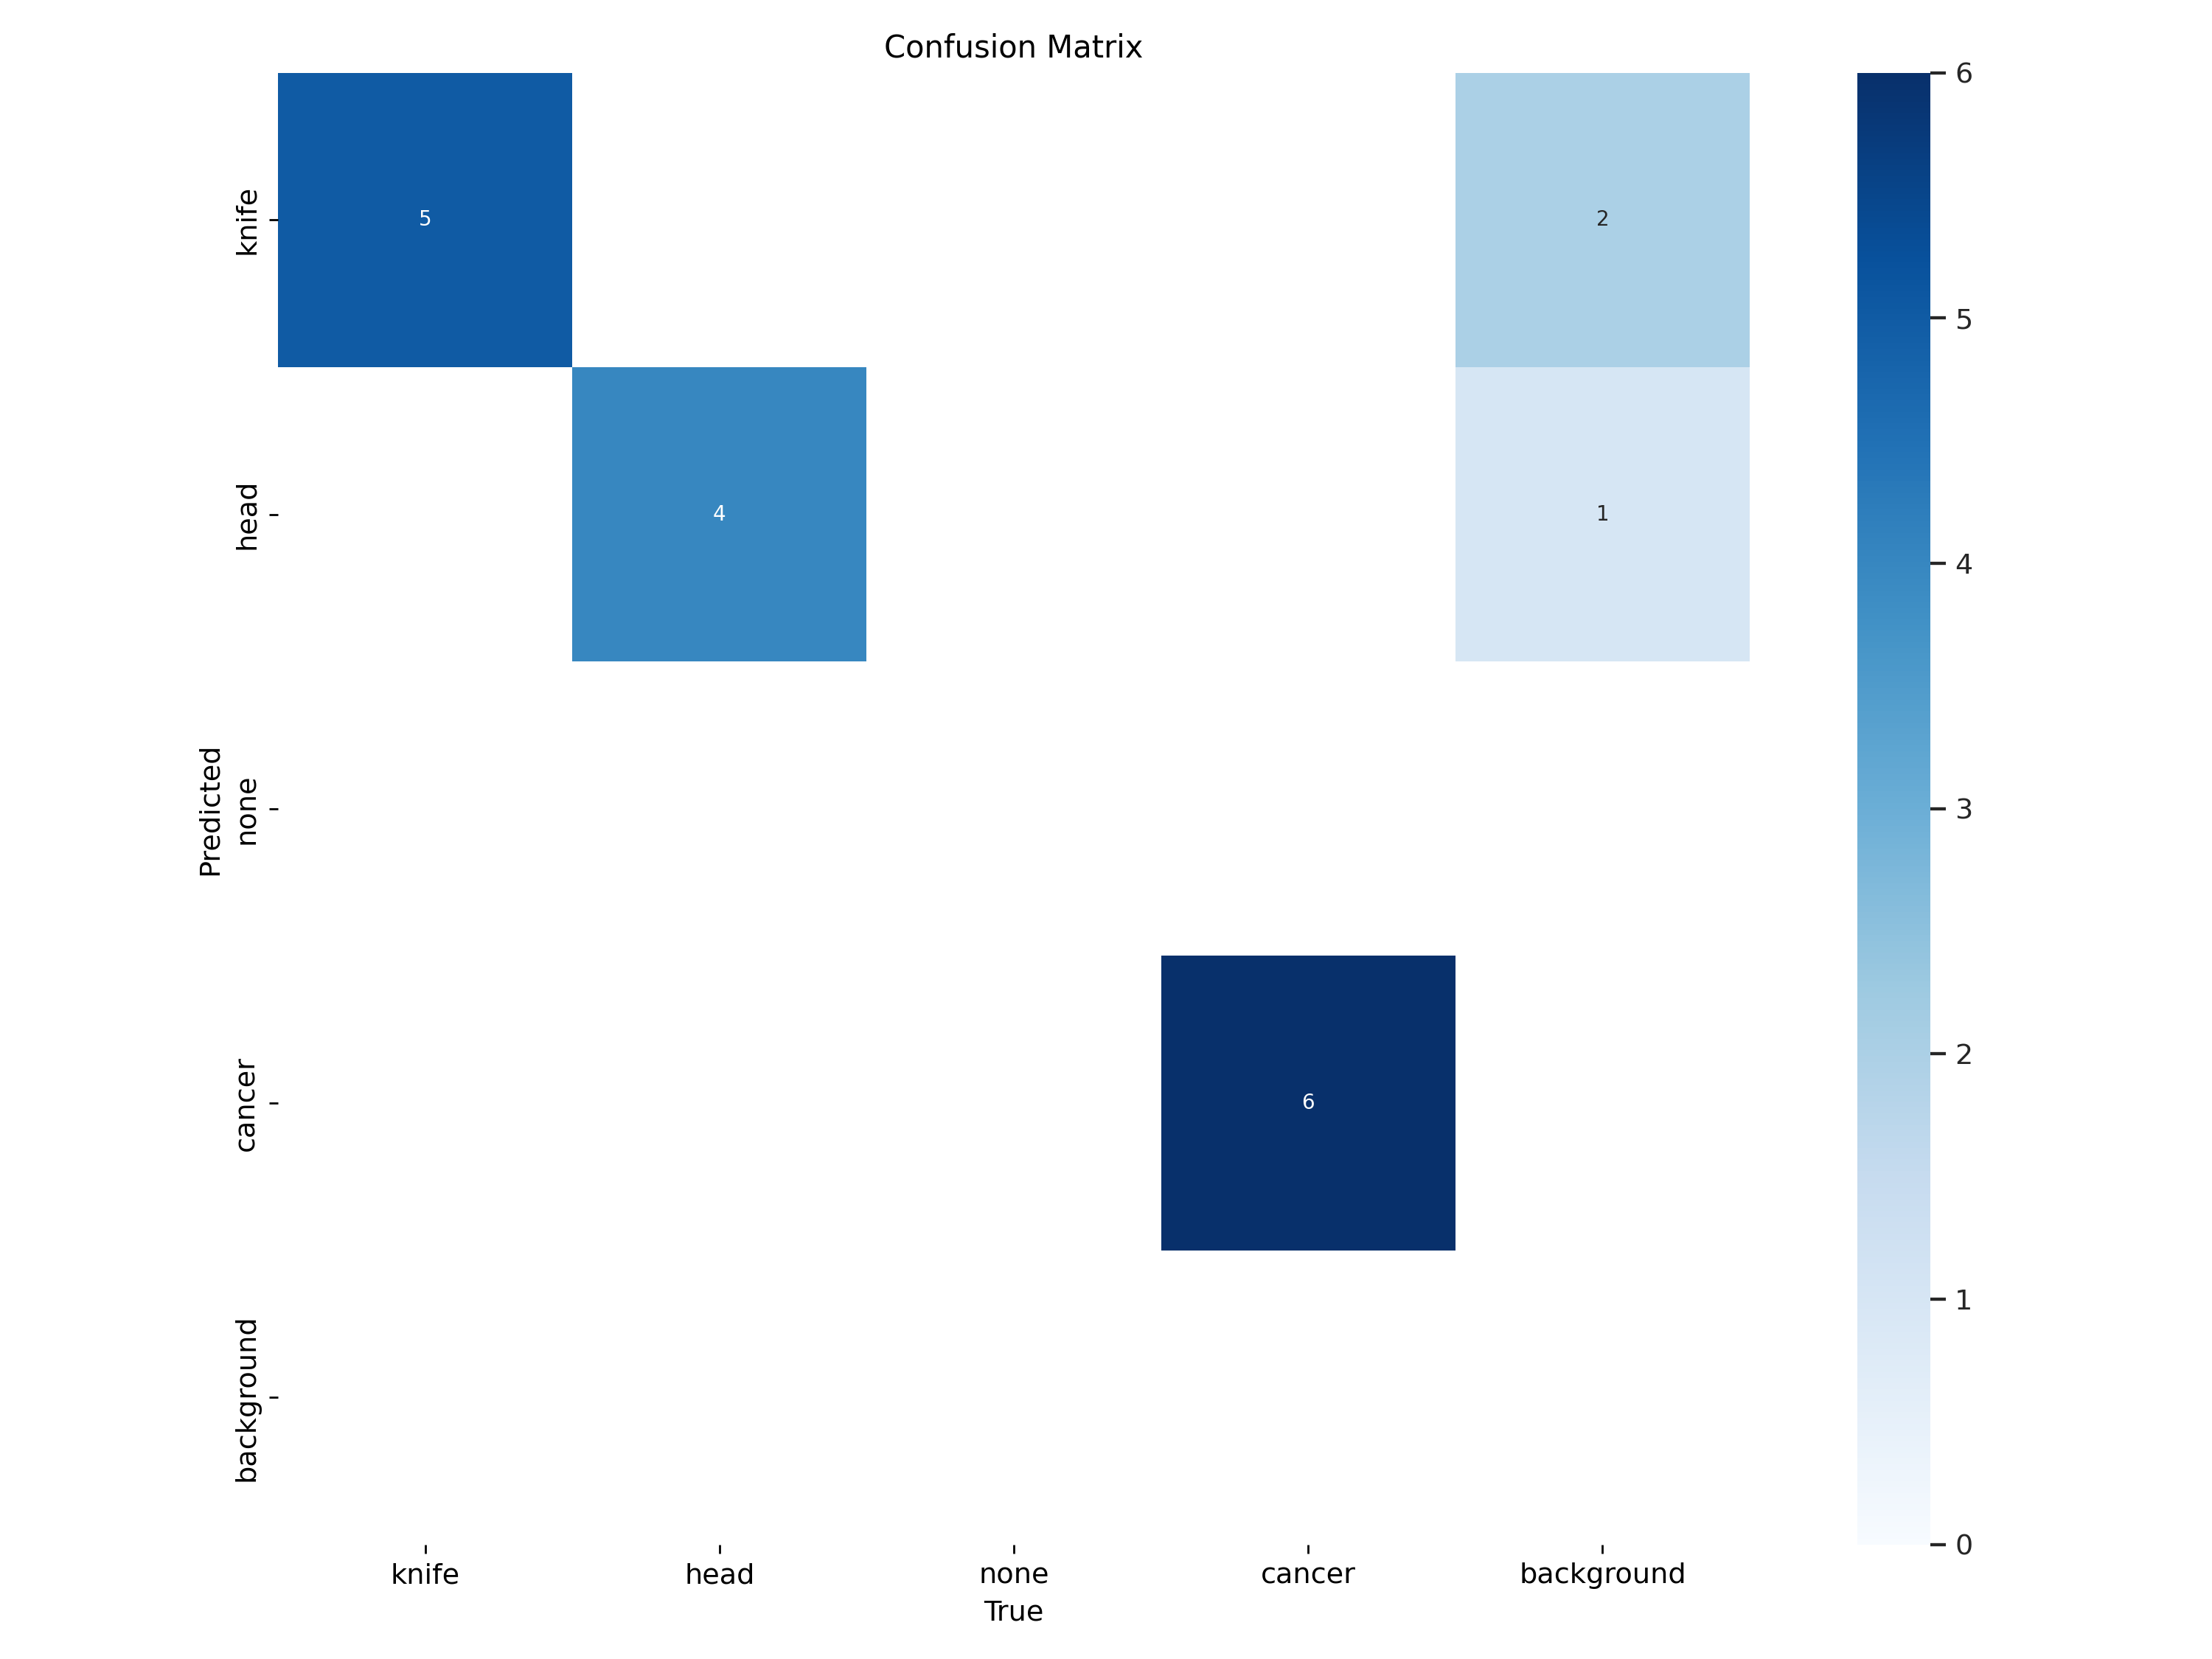 Confusion Matrix
6
5
4
3
2
1
0
knife
head
none
cancer
background
Predicted
5
2
4
1
6
knife
head
none
cancer
background
True